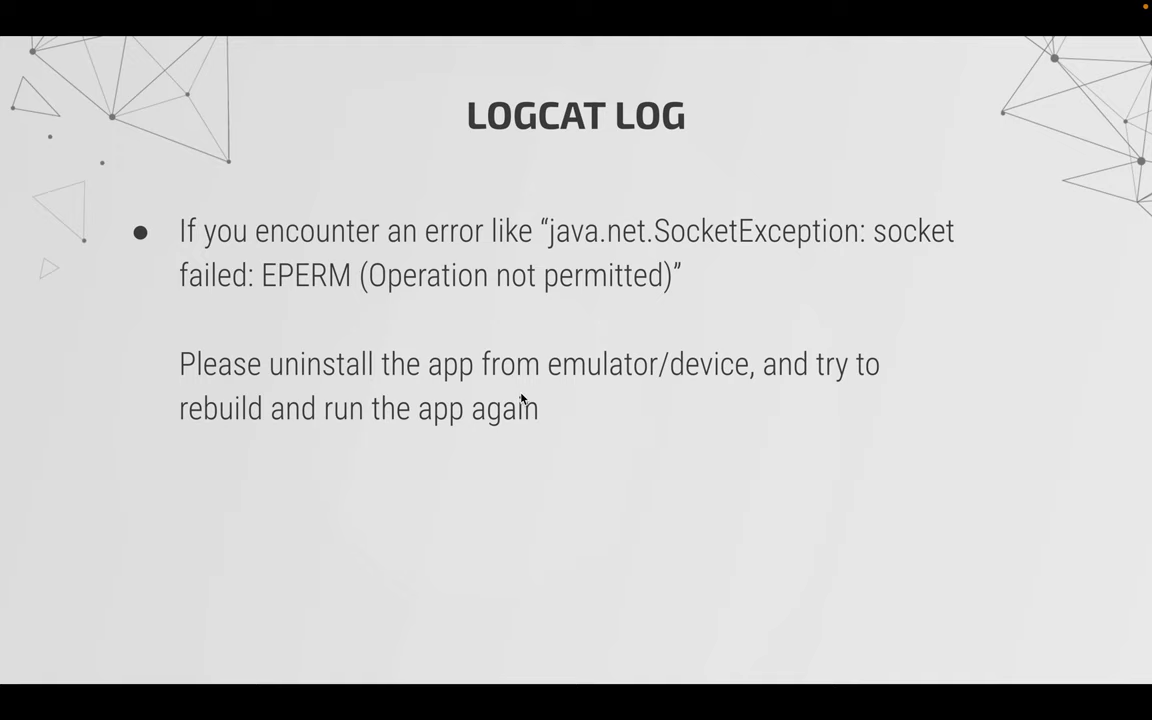 LOGCAT LOG
● If you encounter an error like “java.net.SocketException: socket
failed: EPERM (Operation not permitted)”
Please uninstall the app from emulator/device, and try to
rebuild and run the app again